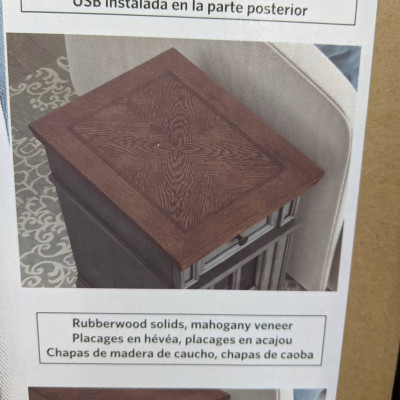 USB instalada en la parte posterior
Rubberwood solids, mahogany veneer
Placages en hévéa, placages en acajou
Chapas de madera de caucho, chapas de caoba